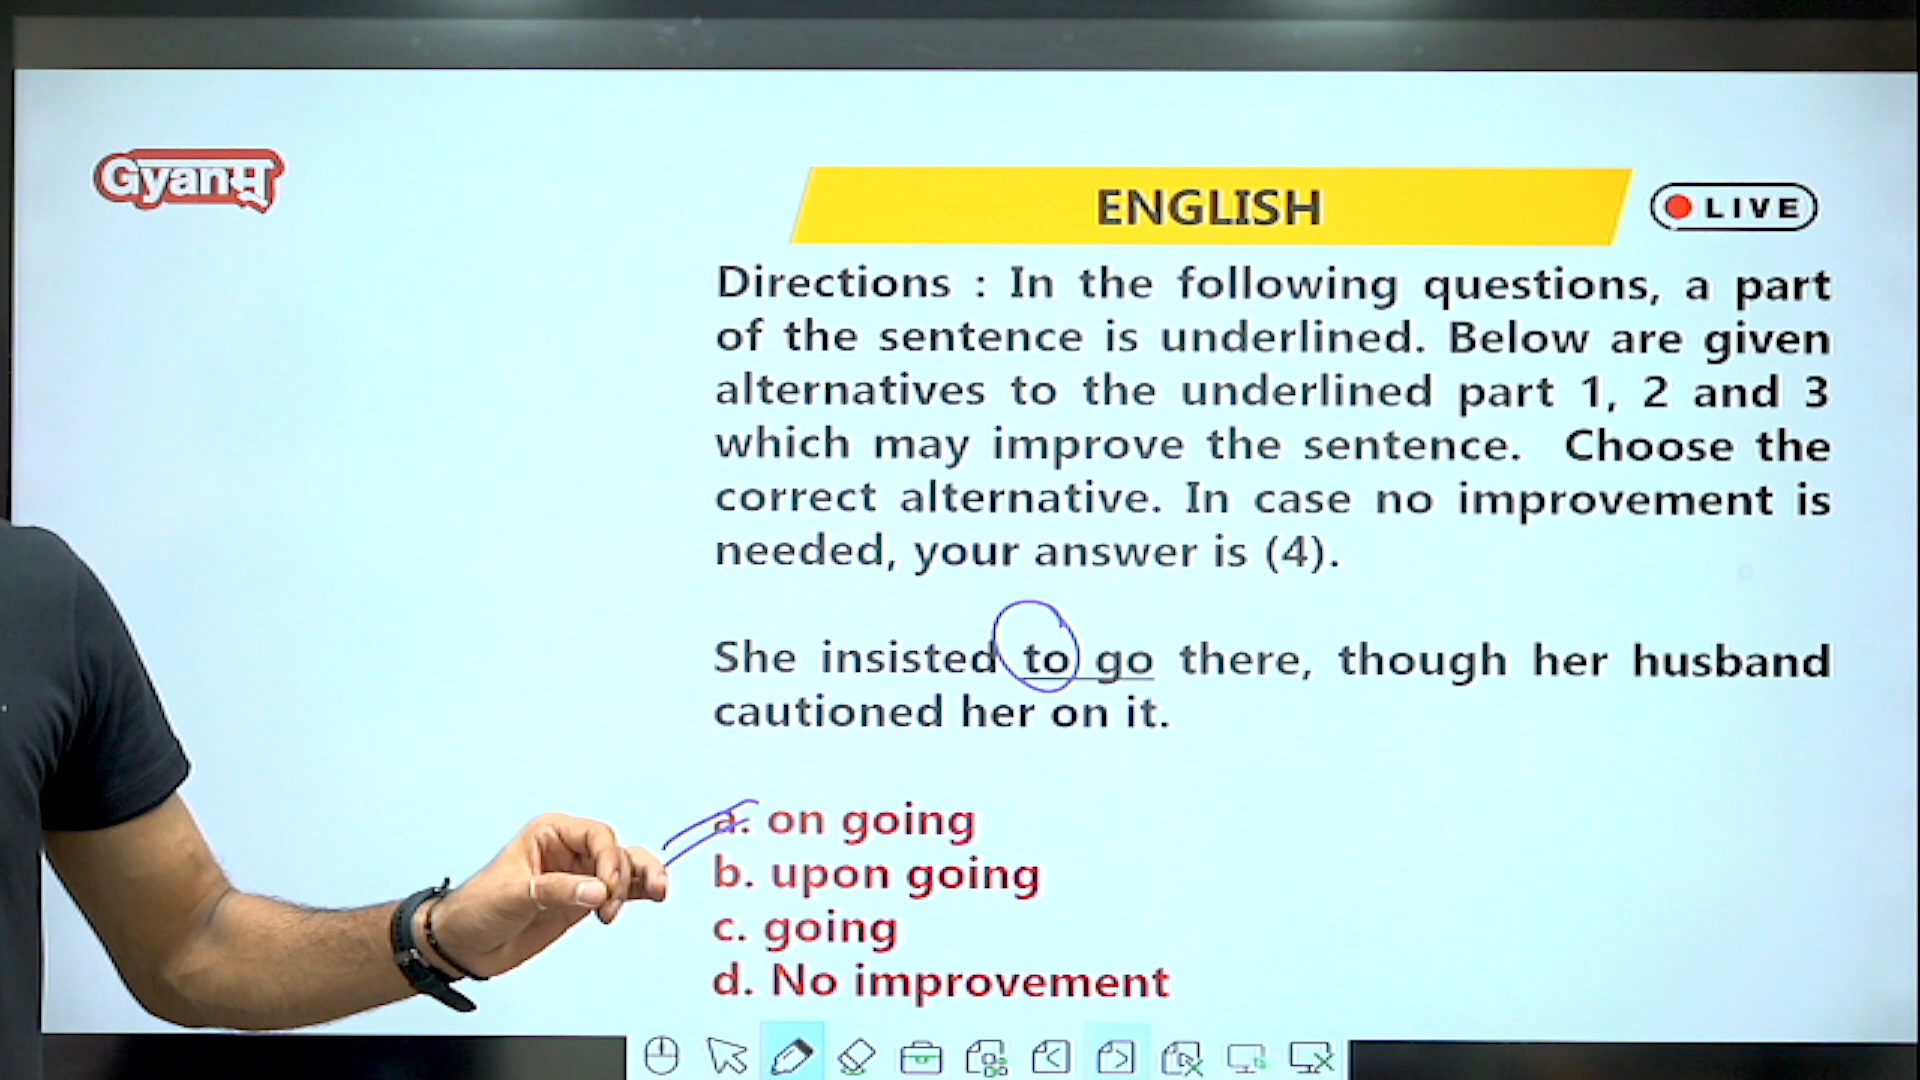 Gyanभू
ENGLISH
LIVE
Directions : In the following questions, a part
of the sentence is underlined. Below are given
alternatives to the underlined part 1, 2 and 3
which may improve the sentence. Choose the
correct alternative. In case no improvement is
needed, your answer is (4).
She insisted to go there, though her husband
cautioned her on it.
a. on going
b. upon going
c. going
d. No improvement